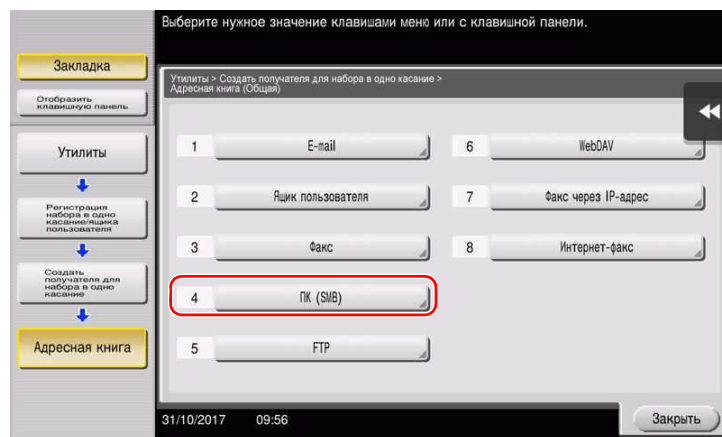 Выберите нужное значение клавишами меню или с клавишной панели.
Закладка
Отобразить
клавишную панель
Утилиты
Регистрация
набора в одно
касание/ящика
пользователя
Создать
получателя для
набора в одно
касание
Адресная книга
Утилиты > Создать получателя для набора в одно касание >
Адресная книга (Общая)
1 E-mail
2 Ящик пользователя
3 Факс
4 ПК (SMB)
5 FTP
6 WebDAV
7 Факс через IP-адрес
8 Интернет-факс
31/10/2017 09:56
Закрыть